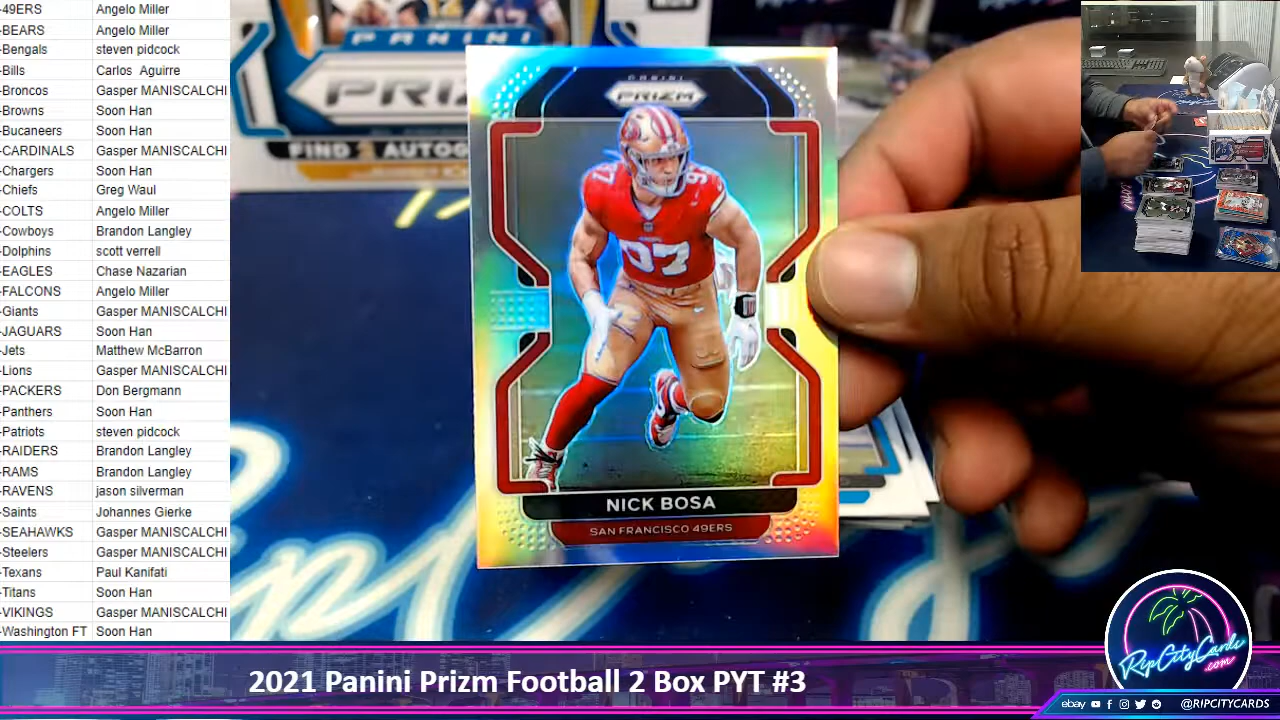 -49ERS Angelo Miller
-BEARS Angelo Miller
-Bengals steven pidcock
-Bills Carlos Aguirre
-Broncos Gasper MANISCALCHI
-Browns Soon Han
-Bucaneers Soon Han
-CARDINALS Gasper MANISCALCHI
-Chargers Soon Han
-Chiefs Greg Waul
-COLTS Angelo Miller
-Cowboys Brandon Langley
-Dolphins scott verrell
-EAGLES Chase Nazarian
-FALCONS Angelo Miller
-Giants Gasper MANISCALCHI
-JAGUARS Soon Han
-Jets Matthew McBarron
-Lions Gasper MANISCALCHI
-PACKERS Don Bergmann
-Panthers Soon Han
-Patriots steven pidcock
-RAIDERS Brandon Langley
-RAMS Brandon Langley
-RAVENS jason silverman
-Saints Johannes Gierke
-SEAHAWKS Gasper MANISCALCHI
-Steelers Gasper MANISCALCHI
-Texans Paul Kanifati
-Titans Soon Han
-VIKINGS Gasper MANISCALCHI
-Washington FT Soon Han
PANINI
PRIZ
FIND 2 AUTOG
PANINI
PRIZM
97
97
NICK BOSA
SAN FRANCISCO 49ERS
2021 Panini Prizm Football 2 Box PYT #3
RipCityCards
.com
ebay @RIPCITYCARDS